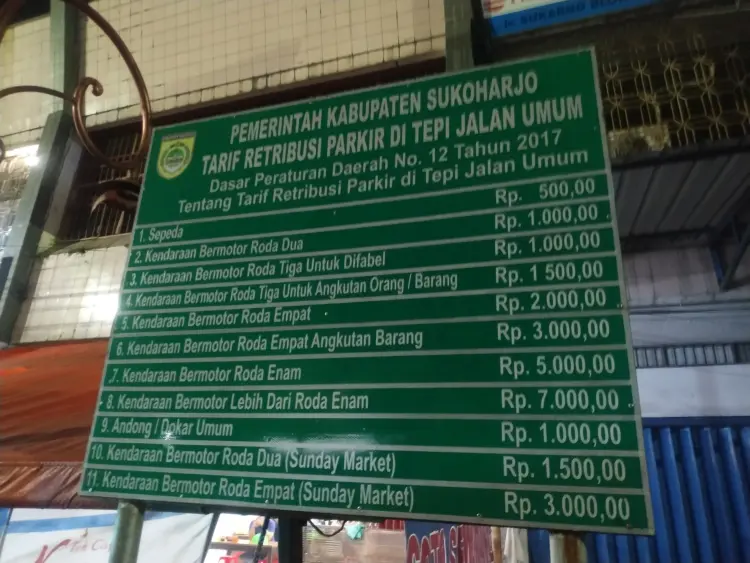 PEMERINTAH KABUPATEN SUKOHARJO
TARIF RETRIBUSI PARKIR DI TEPI JALAN UMUM
Dasar Peraturan Daerah No. 12 Tahun 2017
Tentang Tarif Retribusi Parkir di Tepi Jalan Umum
1. Sepeda Rp. 500,00
2. Kendaraan Bermotor Roda Dua Rp. 1.000,00
3. Kendaraan Bermotor Roda Tiga Untuk Difabel Rp. 1.000,00
4. Kendaraan Bermotor Roda Tiga Untuk Angkutan Orang / Barang Rp. 1 500,00
5. Kendaraan Bermotor Roda Empat Rp. 2.000,00
6. Kendaraan Bermotor Roda Empat Angkutan Barang Rp. 3.000,00
7. Kendaraan Bermotor Roda Enam Rp. 5.000,00
8. Kendaraan Bermotor Lebih Dari Roda Enam Rp. 7.000,00
9. Andong / Dokar Umum Rp. 1.000,00
10. Kendaraan Bermotor Roda Dua (Sunday Market) Rp. 1.500,00
11. Kendaraan Bermotor Roda Empat (Sunday Market) Rp. 3.000,00